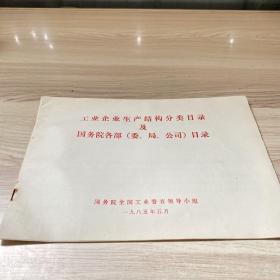 工业企业生产结构分类目录
及
国务院各部（委、局、公司）目录
国务院全国工业普查领导小组
一九八五年五月